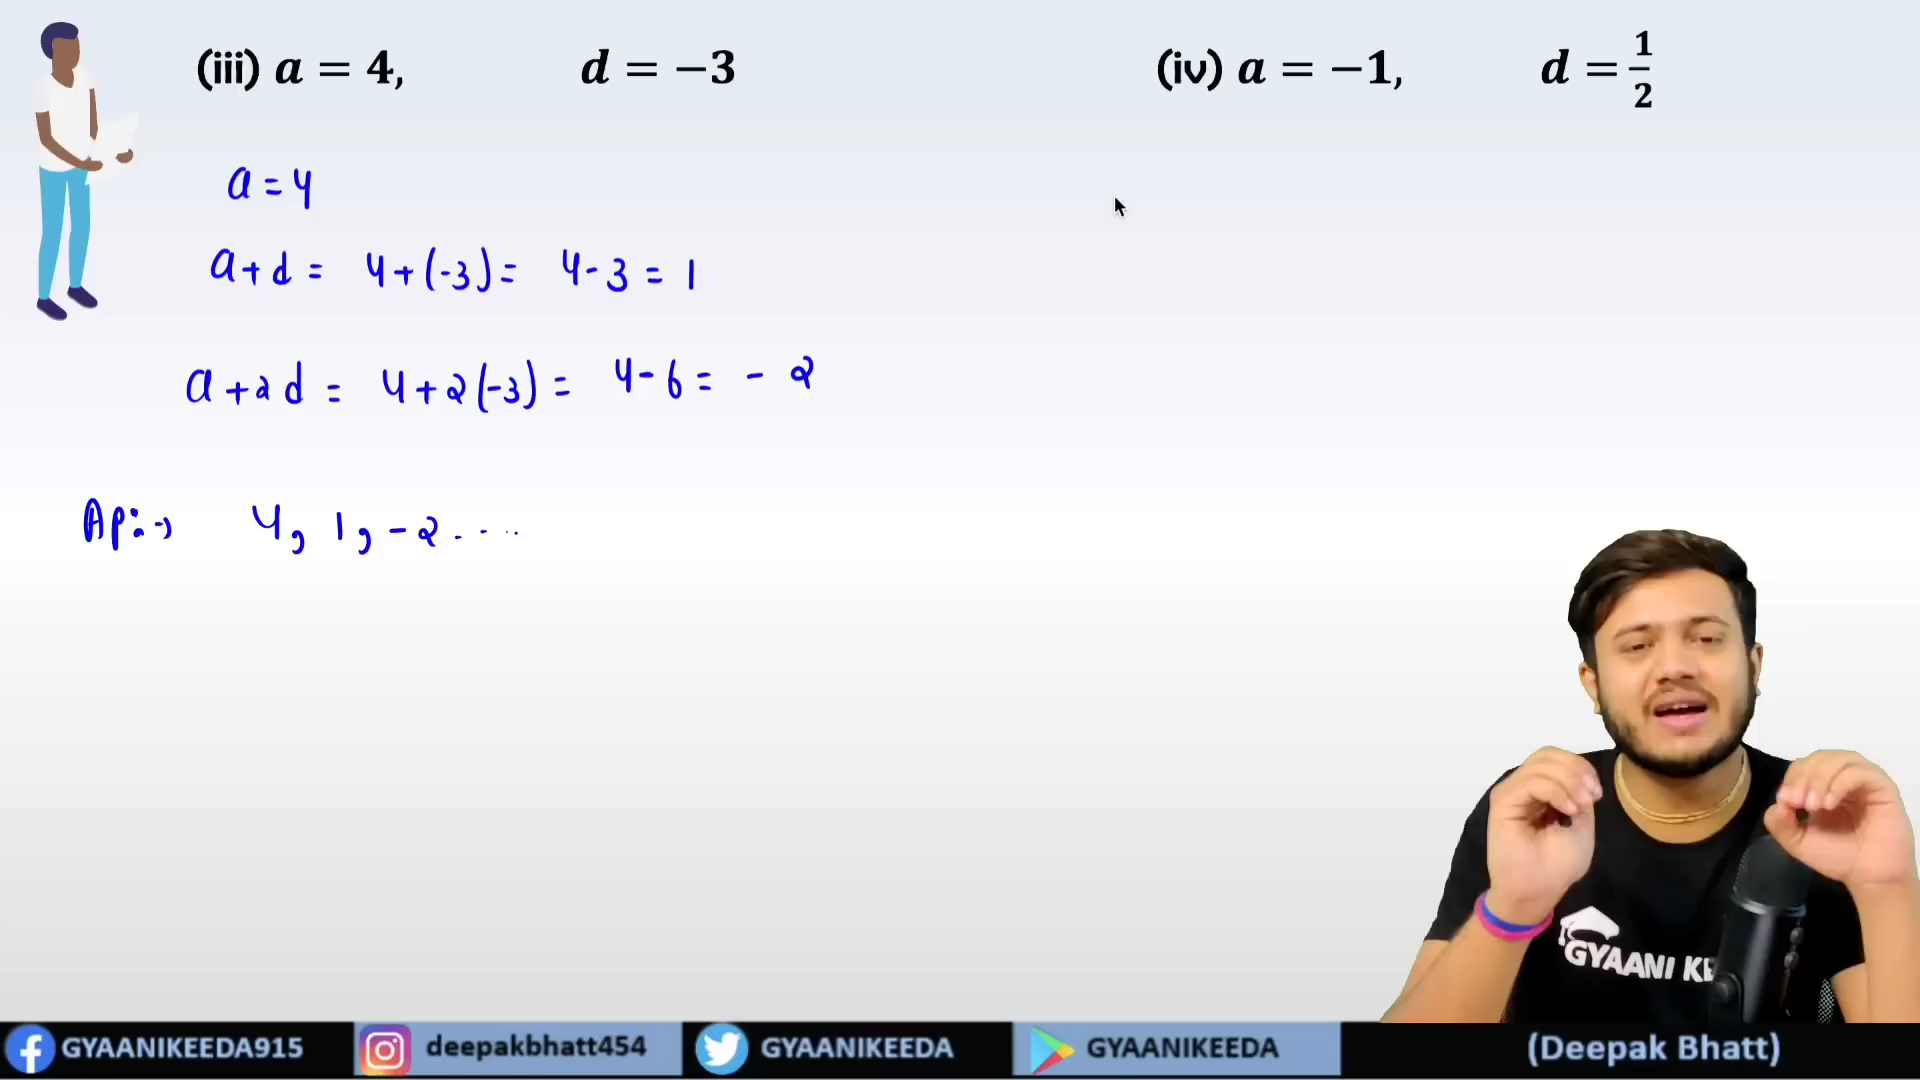 (iii) a = 4, d = −3
(iv) a = −1, d = 1/2
a = 4
a + d = 4 + (-3) = 4 - 3 = 1
a + 2d = 4 + 2(-3) = 4 - 6 = - 2
AP:→ 4, 1, -2 . . . .
GYAANI KE
GYAANIKEEDA915 deepakbhatt454 GYAANIKEEDA GYAANIKEEDA (Deepak Bhatt)